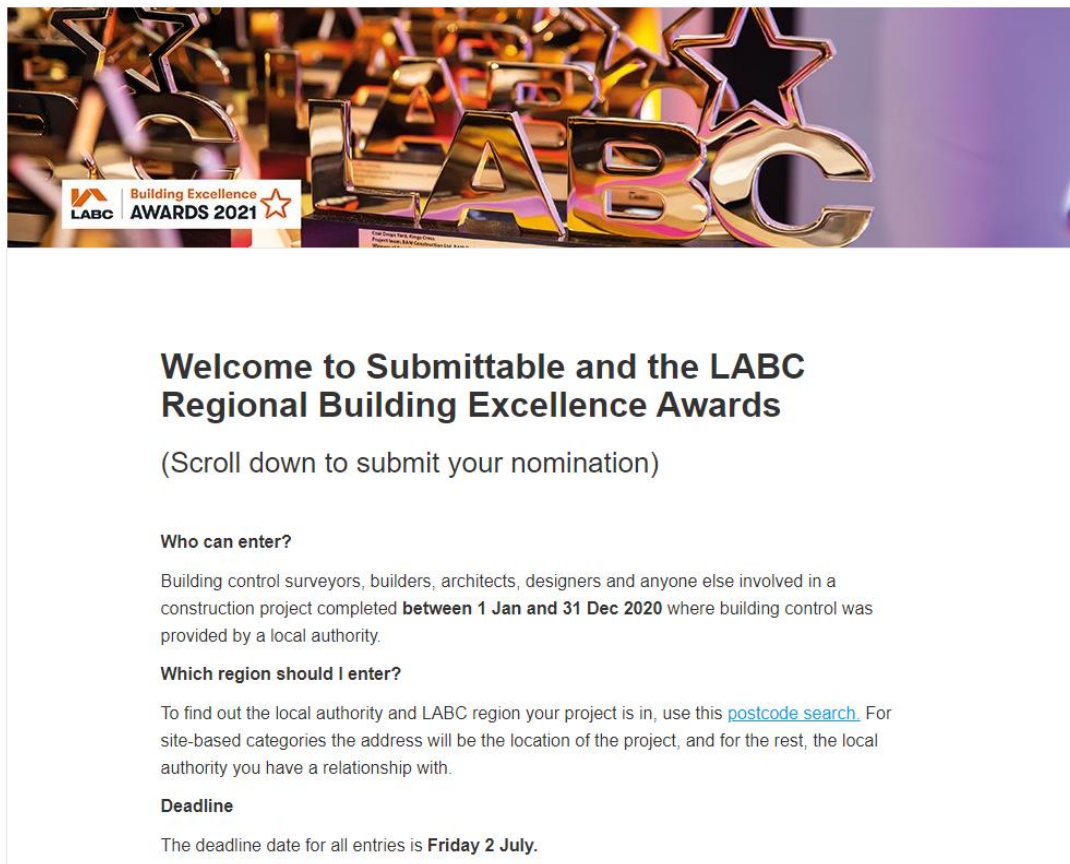 LABC
LABC
Building Excellence
AWARDS 2021
Welcome to Submittable and the LABC
Regional Building Excellence Awards
(Scroll down to submit your nomination)
Who can enter?
Building control surveyors, builders, architects, designers and anyone else involved in a
construction project completed between 1 Jan and 31 Dec 2020 where building control was
provided by a local authority.
Which region should I enter?
To find out the local authority and LABC region your project is in, use this postcode search. For
site-based categories the address will be the location of the project, and for the rest, the local
authority you have a relationship with.
Deadline
The deadline date for all entries is Friday 2 July.